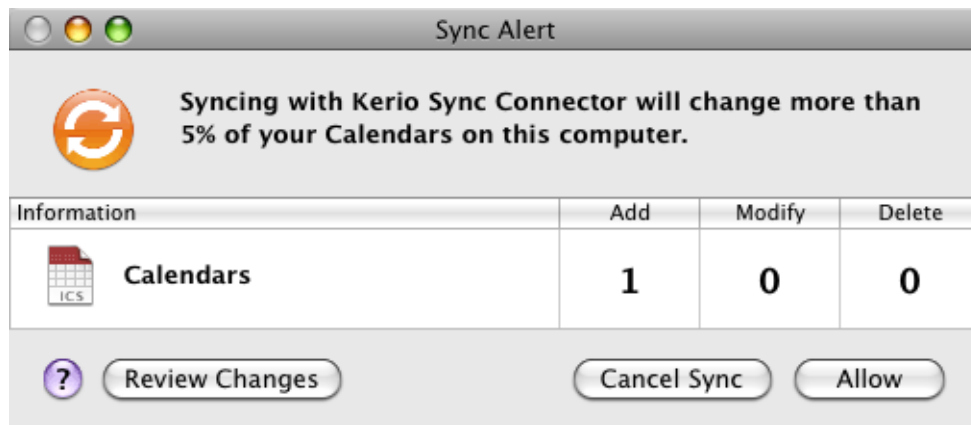 Sync Alert
Syncing with Kerio Sync Connector will change more than
5% of your Calendars on this computer.
Information Add Modify Delete
ICS Calendars 1 0 0
? Review Changes Cancel Sync Allow